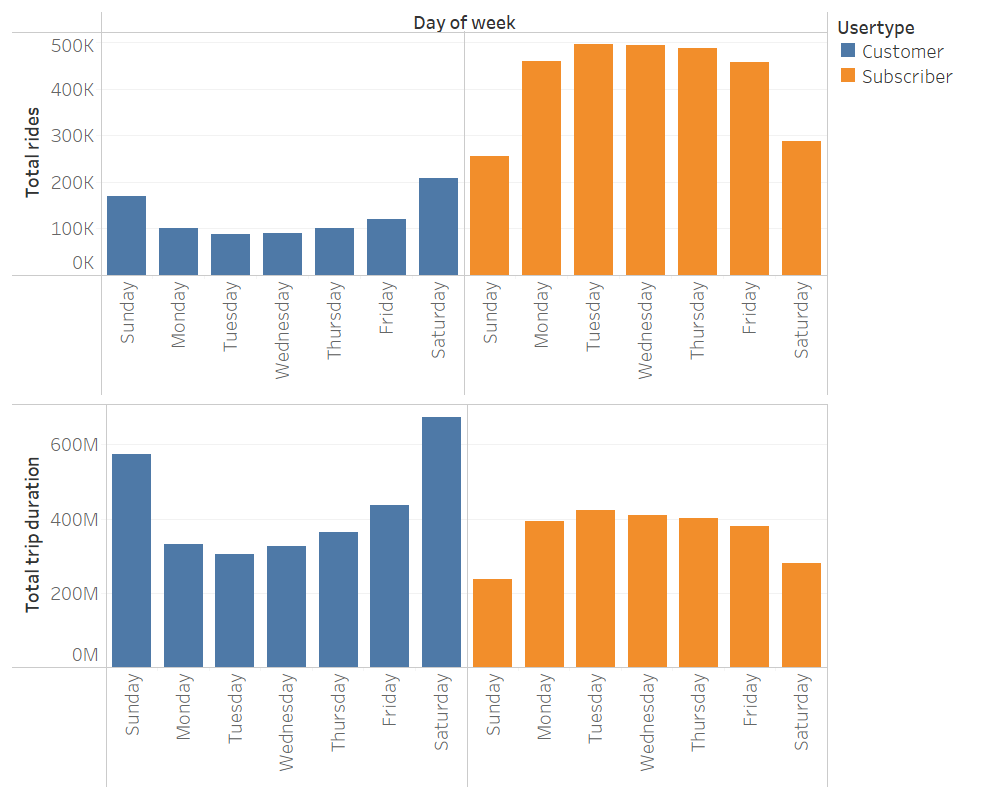 Day of week
Usertype
Customer
Subscriber
Total rides
500K
400K
300K
200K
100K
0K
Sunday
Monday
Tuesday
Wednesday
Thursday
Friday
Saturday
Sunday
Monday
Tuesday
Wednesday
Thursday
Friday
Saturday
Total trip duration
600M
400M
200M
0M
Sunday
Monday
Tuesday
Wednesday
Thursday
Friday
Saturday
Sunday
Monday
Tuesday
Wednesday
Thursday
Friday
Saturday